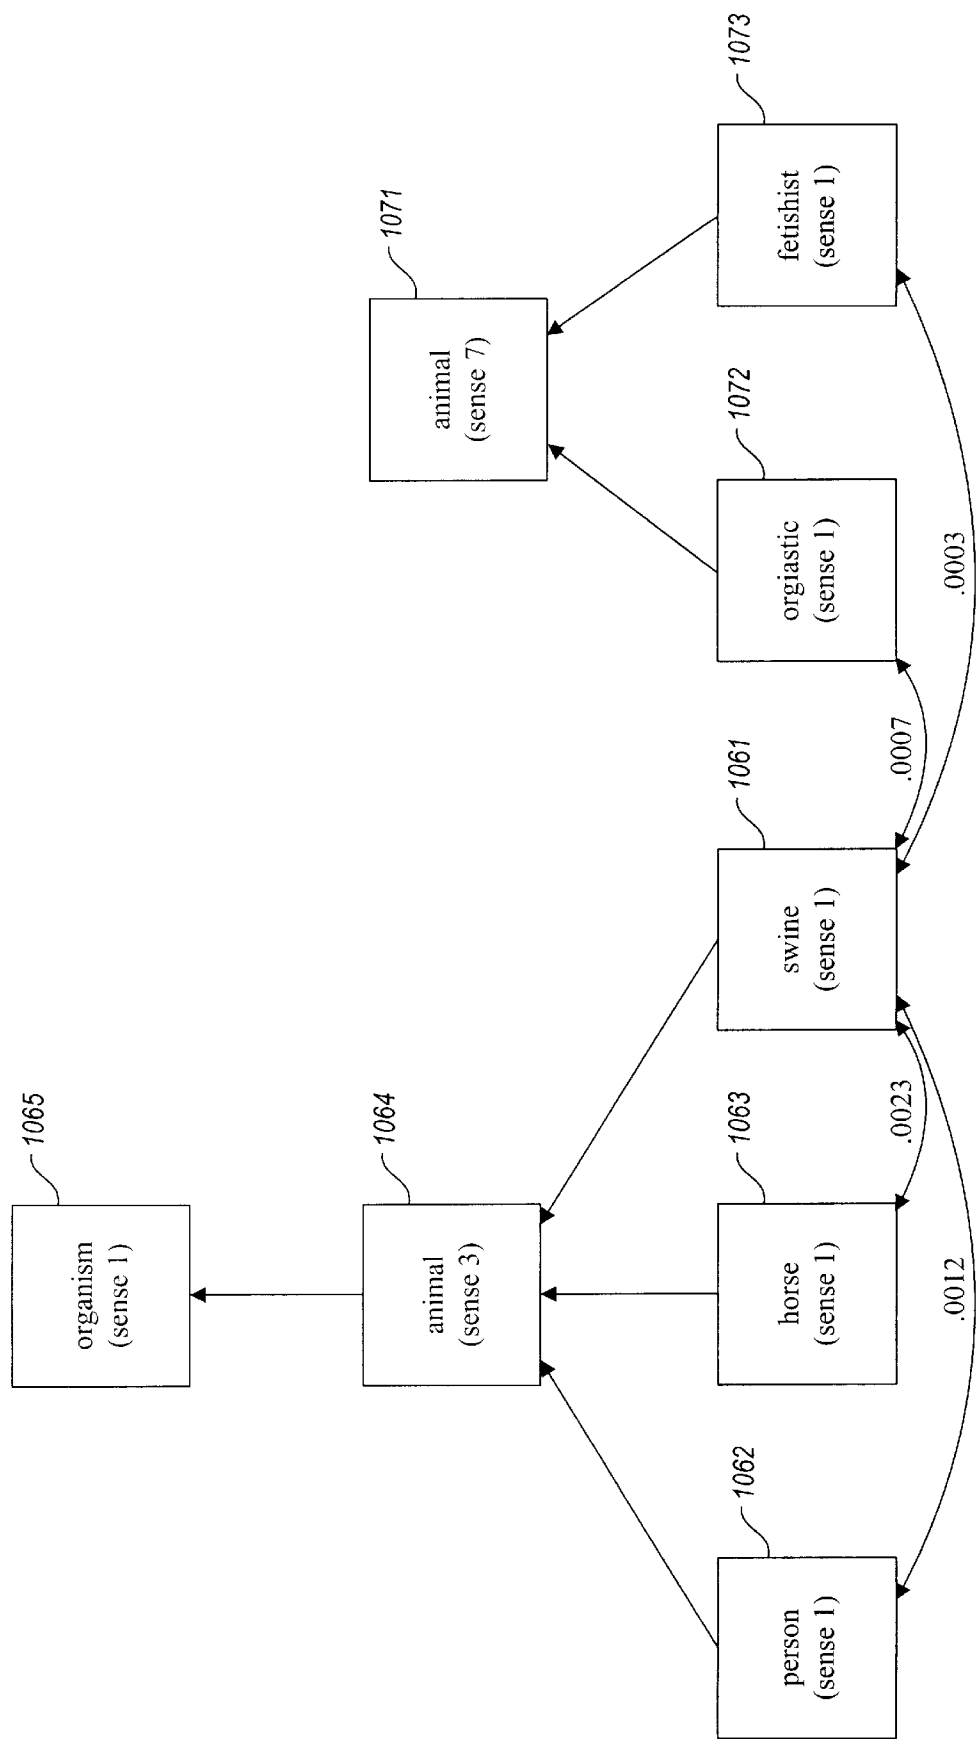 1065
organism
(sense 1)
1064
animal
(sense 3)
1071
animal
(sense 7)
1062
person
(sense 1)
1063
horse
(sense 1)
1061
swine
(sense 1)
1072
orgiastic
(sense 1)
1073
fetishist
(sense 1)
.0023
.0007
.0012
.0003